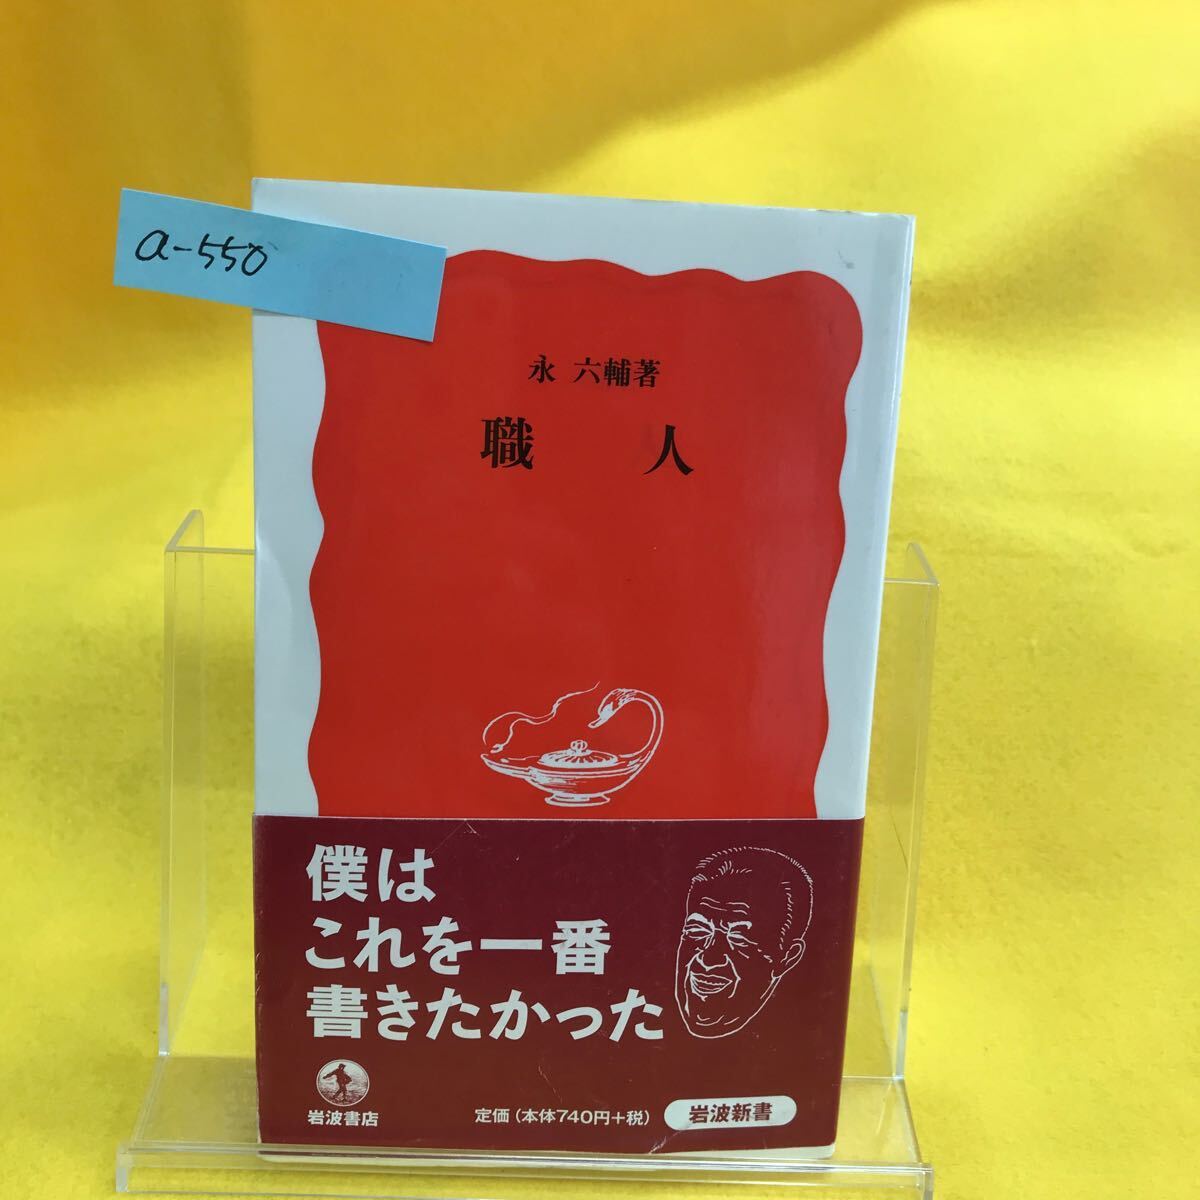 a-550
永 六輔著
職 人
僕は
これを一番
書きたかった
岩波書店
定価（本体740円+税）
岩波新書